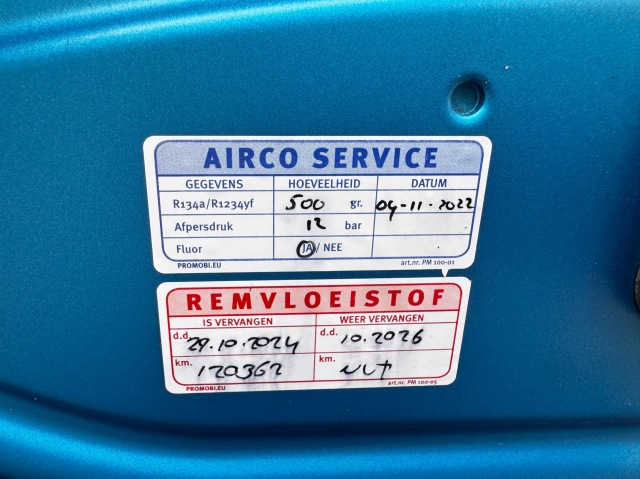 AIRCO SERVICE
GEGEVENS HOEVEELHEID DATUM
R134a/R1234yf 500 gr. 04-11-2022
Afpersdruk 12 bar
Fluor JA/NEE
PROMOBI.EU art.nr. PM 100-01
REMVLOEISTOF
IS VERVANGEN WEER VERVANGEN
d.d. 29.10.2024 d.d. 10.2026
km. 120362 km.
PROMOBI.EU art.nr. PM 100-05